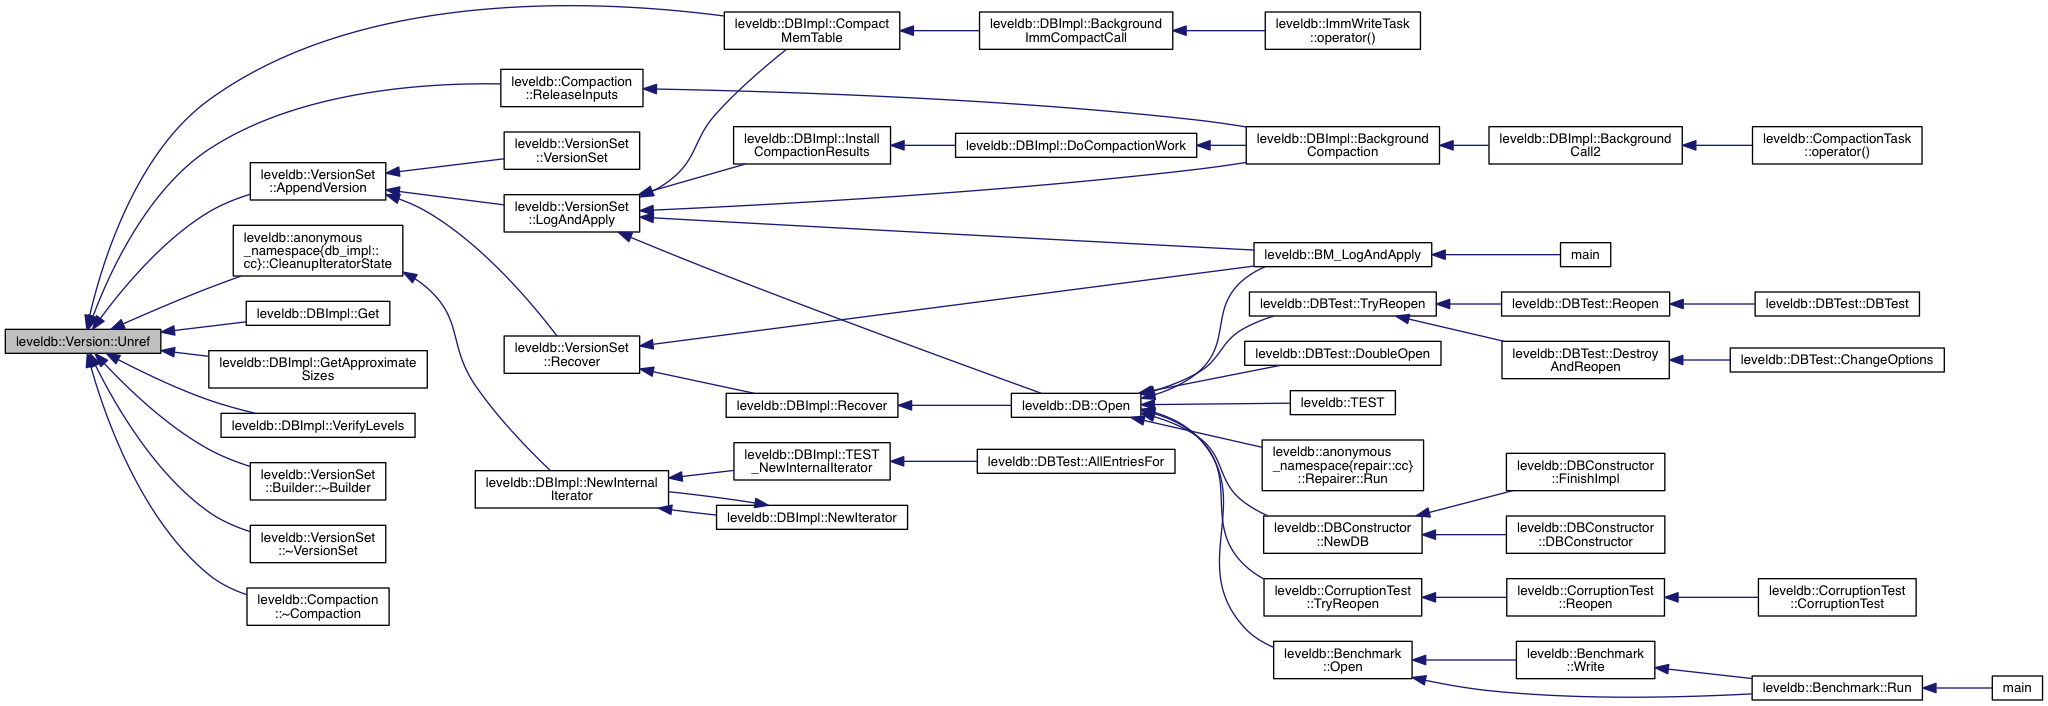 leveldb::Version::Unref
leveldb::DBImpl::Compact
MemTable
leveldb::DBImpl::Background
ImmCompactCall
leveldb::ImmWriteTask
::operator()
leveldb::Compaction
::ReleaseInputs
leveldb::VersionSet
::AppendVersion
leveldb::VersionSet
::VersionSet
leveldb::VersionSet
::LogAndApply
leveldb::DBImpl::Install
CompactionResults
leveldb::DBImpl::DoCompactionWork
leveldb::DBImpl::Background
Compaction
leveldb::DBImpl::Background
Call2
leveldb::CompactionTask
::operator()
leveldb::anonymous
_namespace{db_impl::
cc}::CleanupIteratorState
leveldb::BM_LogAndApply
main
leveldb::DBImpl::Get
leveldb::DBTest::TryReopen
leveldb::DBTest::Reopen
leveldb::DBTest::DBTest
leveldb::DBImpl::GetApproximate
Sizes
leveldb::VersionSet
::Recover
leveldb::DBTest::DoubleOpen
leveldb::DBTest::Destroy
AndReopen
leveldb::DBTest::ChangeOptions
leveldb::DBImpl::VerifyLevels
leveldb::DBImpl::Recover
leveldb::DB::Open
leveldb::TEST
leveldb::VersionSet
::Builder::~Builder
leveldb::DBImpl::NewInternal
Iterator
leveldb::DBImpl::TEST
_NewInternalIterator
leveldb::DBTest::AllEntriesFor
leveldb::anonymous
_namespace{repair::cc}
::Repairer::Run
leveldb::DBImpl::NewIterator
leveldb::DBConstructor
::NewDB
leveldb::DBConstructor
::FinishImpl
leveldb::DBConstructor
::DBConstructor
leveldb::VersionSet
::~VersionSet
leveldb::Compaction
::~Compaction
leveldb::CorruptionTest
::TryReopen
leveldb::CorruptionTest
::Reopen
leveldb::CorruptionTest
::CorruptionTest
leveldb::Benchmark
::Open
leveldb::Benchmark
::Write
leveldb::Benchmark::Run
main